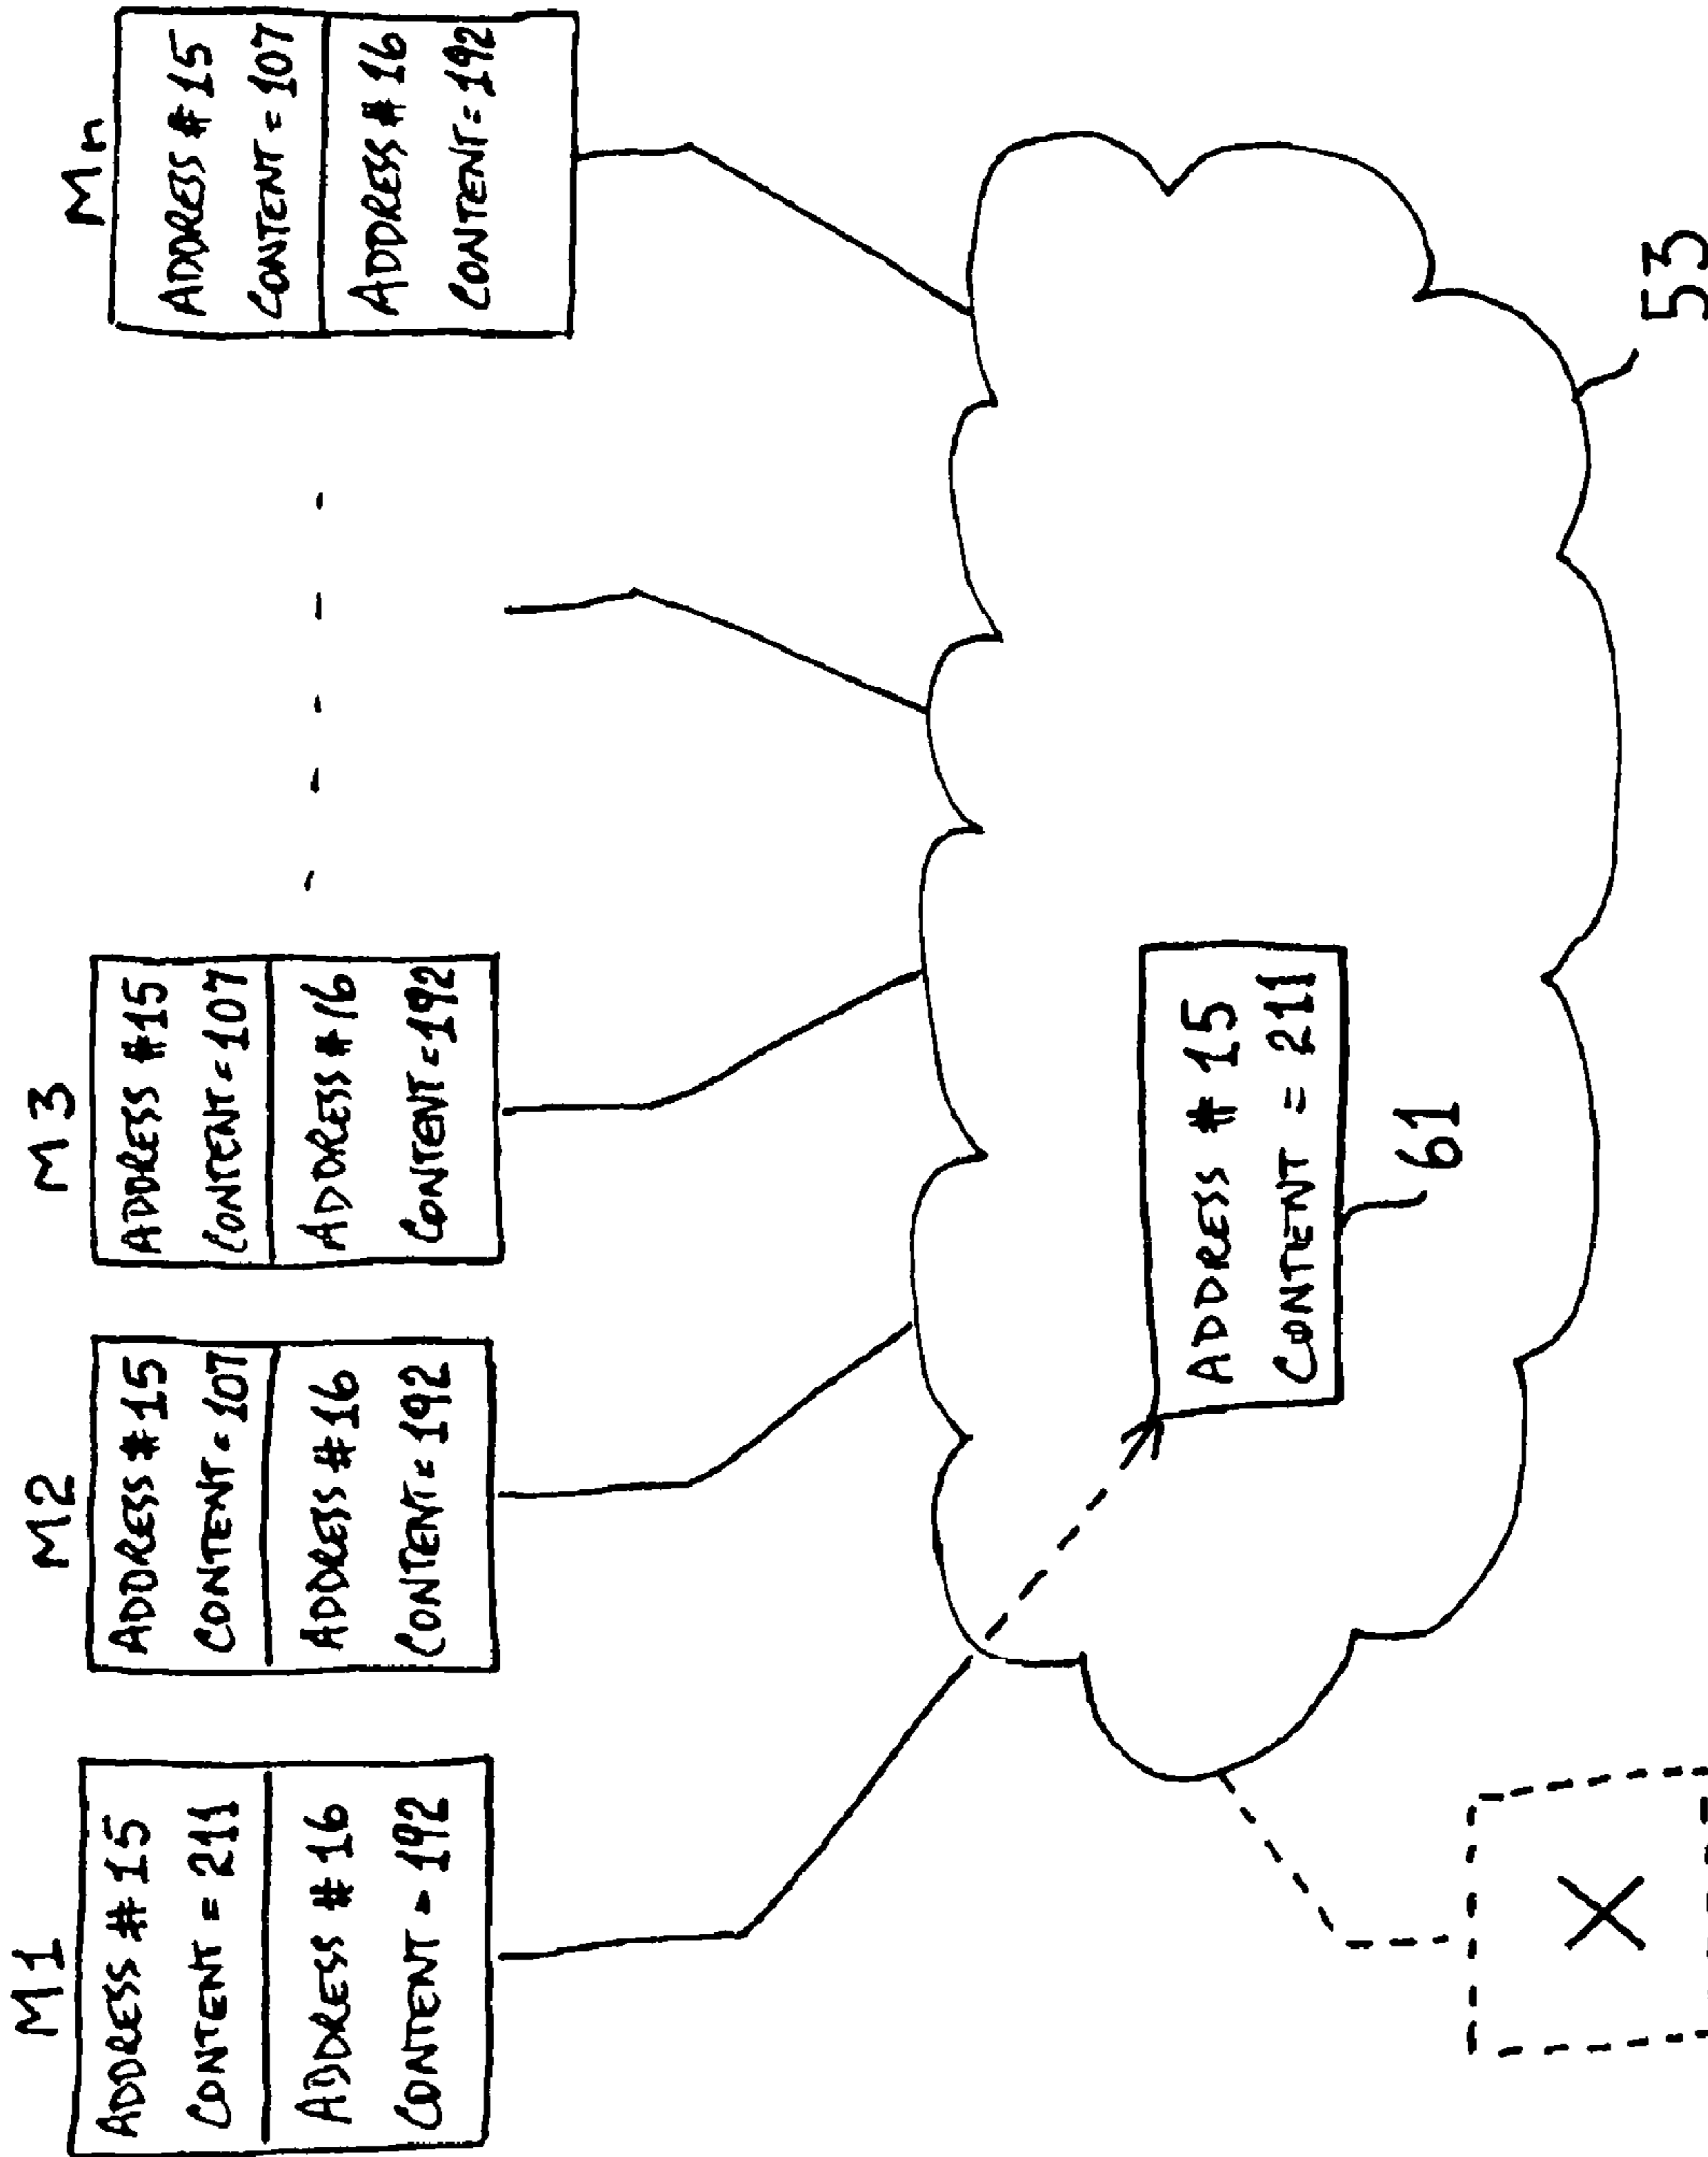 M1
ADDRESS # 15
CONTENT = 211
ADDRESS # 16
CONTENT = 192
M2
ADDRESS # 15
CONTENT = 107
ADDRESS # 16
CONTENT = 192
M3
ADDRESS # 15
CONTENT = 107
ADDRESS # 16
CONTENT = 192
Mn
ADDRESS # 15
CONTENT = 107
ADDRESS # 16
CONTENT = 192
ADDRESS # 15
CONTENT = 211
61
53
X